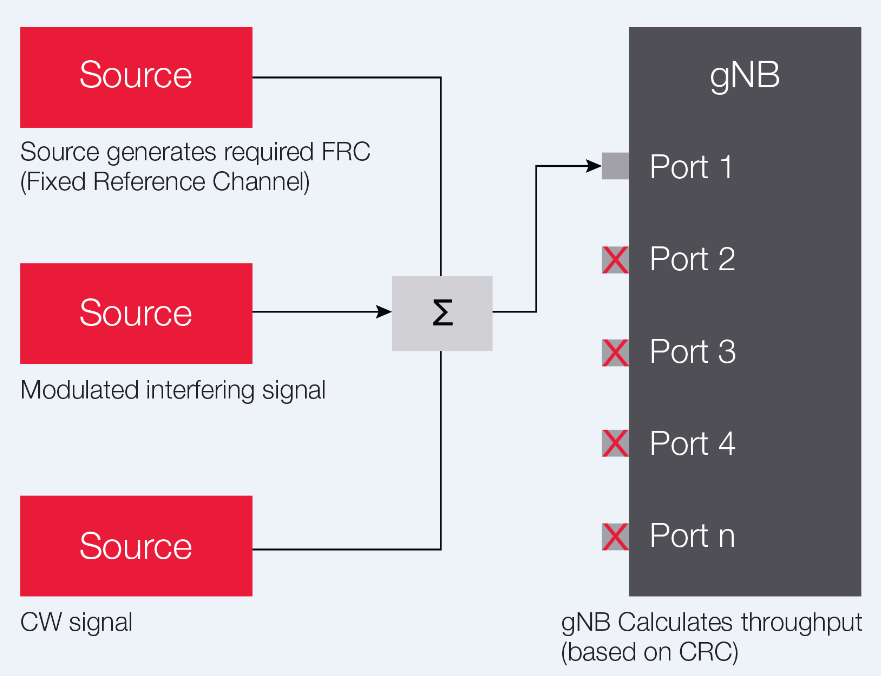 Source
Source generates required FRC
(Fixed Reference Channel)
Source
Modulated interfering signal
Source
CW signal
Σ
gNB
Port 1
Port 2
Port 3
Port 4
Port n
gNB Calculates throughput
(based on CRC)